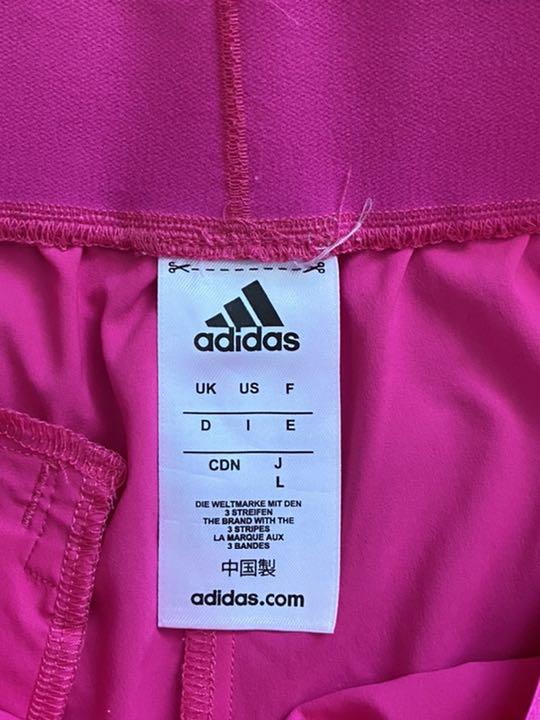 adidas
UK US F
D I E
CDN J
L
DIE WELTMARKE MIT DEN
3 STREIFEN
THE BRAND WITH THE
3 STRIPES
LA MARQUE AUX
3 BANDES
中国製
adidas.com